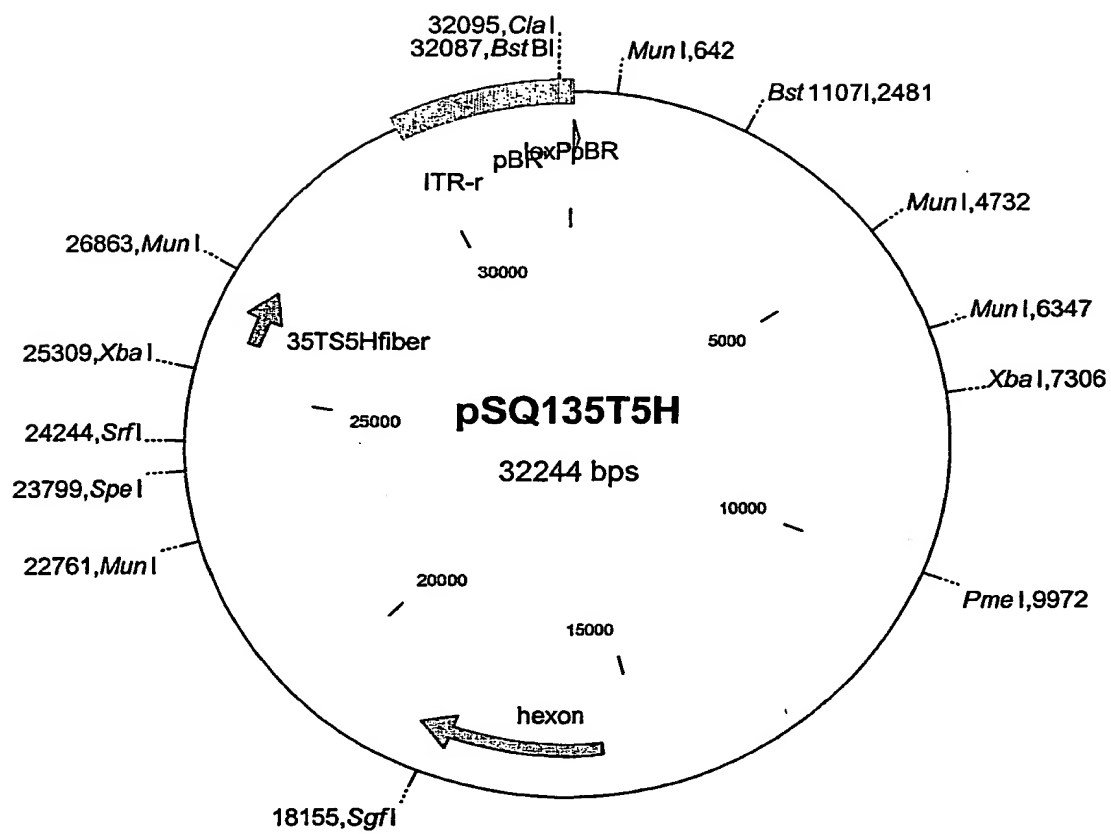 32095,ClaI
32087,BstBI
MunI,642
Bst1107I,2481
loxPpBR
pBR
ITR-r
MunI,4732
26863,MunI
30000
MunI,6347
35TS5Hfiber
5000
25309,XbaI
XbaI,7306
pSQ135T5H
25000
24244,SrfI
32244 bps
23799,SpeI
10000
22761,MunI
20000
PmeI,9972
15000
hexon
18155,SgfI